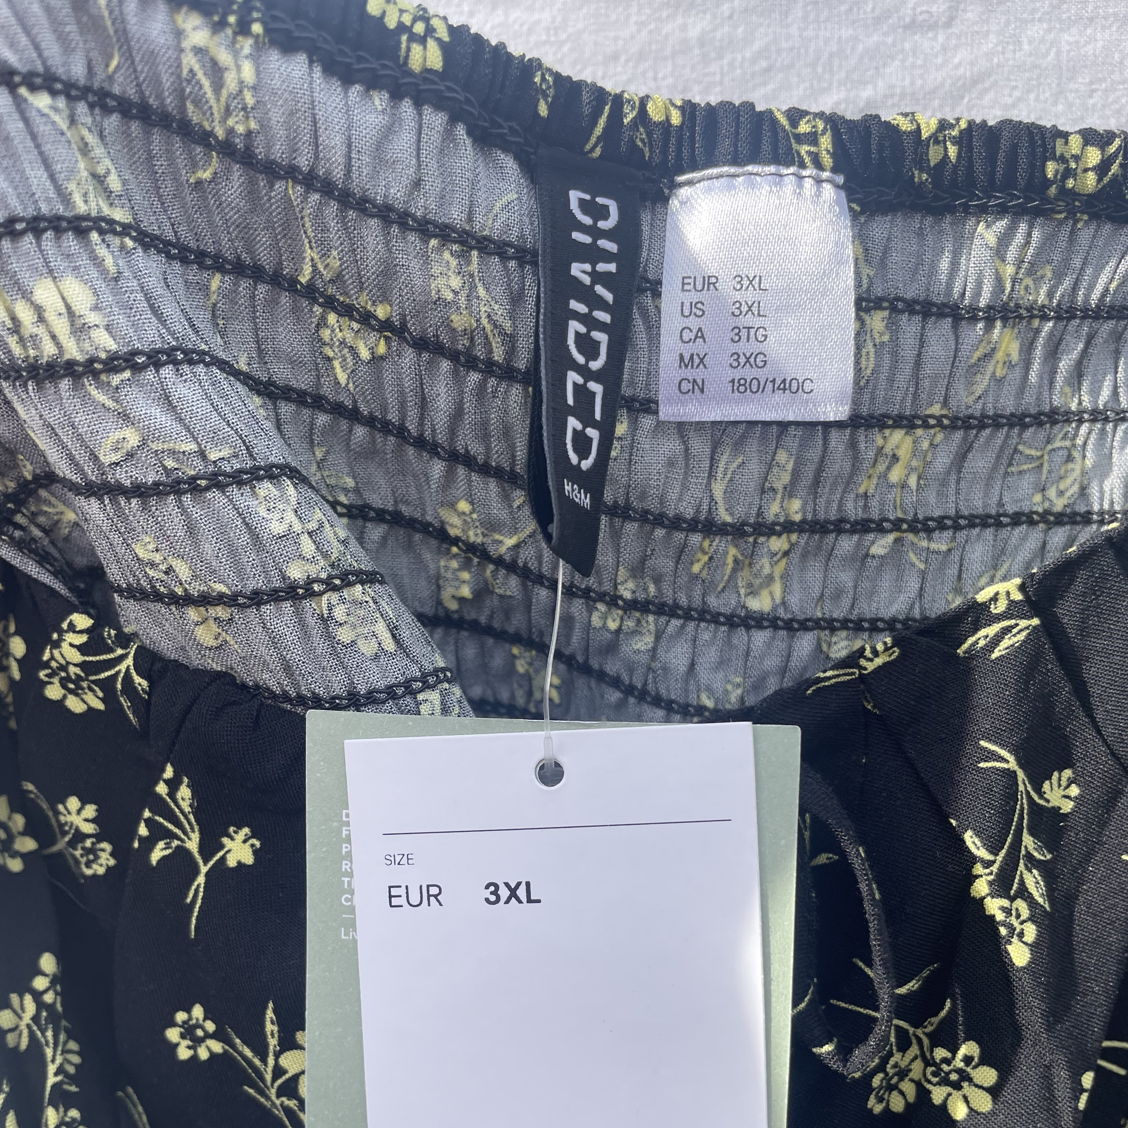 DIVIDED
H&M
EUR 3XL
US 3XL
CA 3TG
MX 3XG
CN 180/140C
SIZE
EUR 3XL